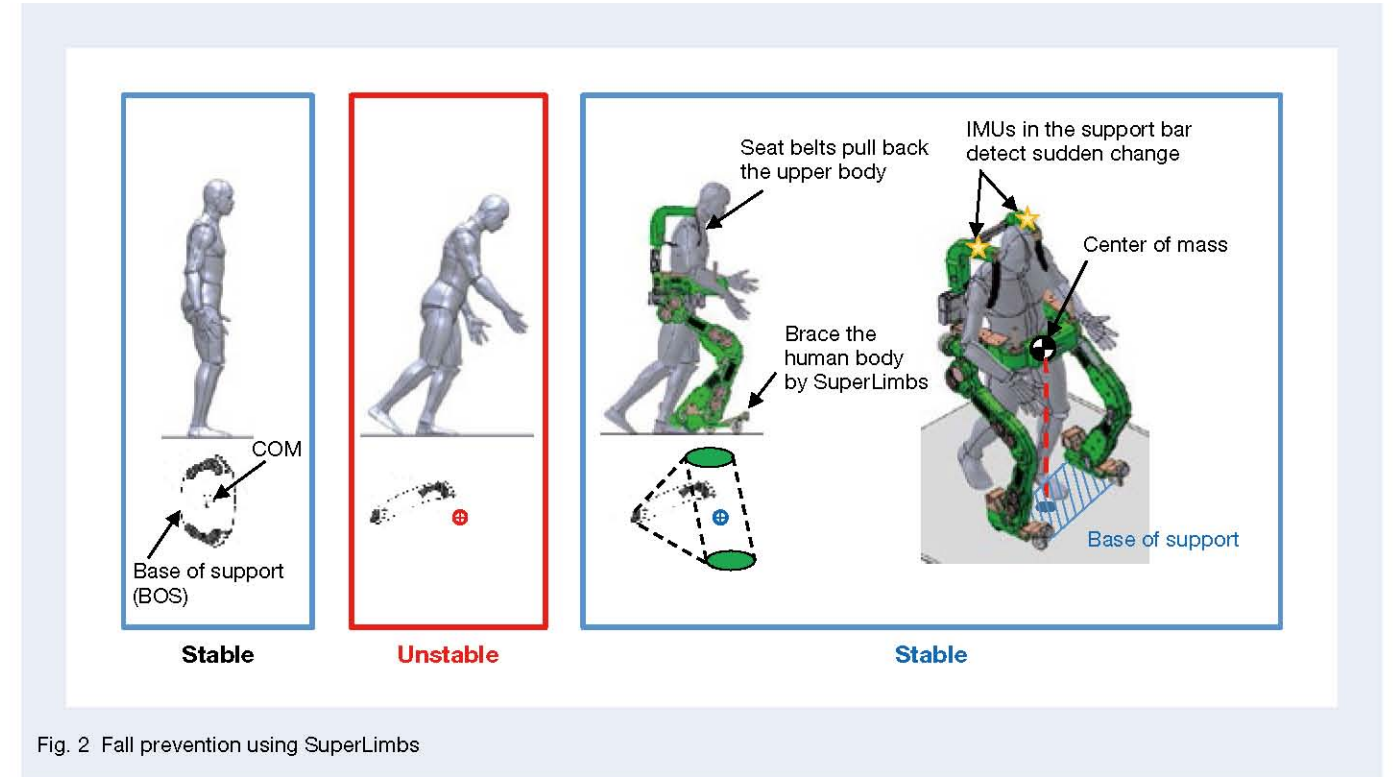 Seat belts pull back
the upper body
IMUs in the support bar
detect sudden change
Center of mass
Brace the
human body
by SuperLimbs
COM
Base of support
(BOS)
Base of support
Stable
Unstable
Stable
Fig. 2 Fall prevention using SuperLimbs